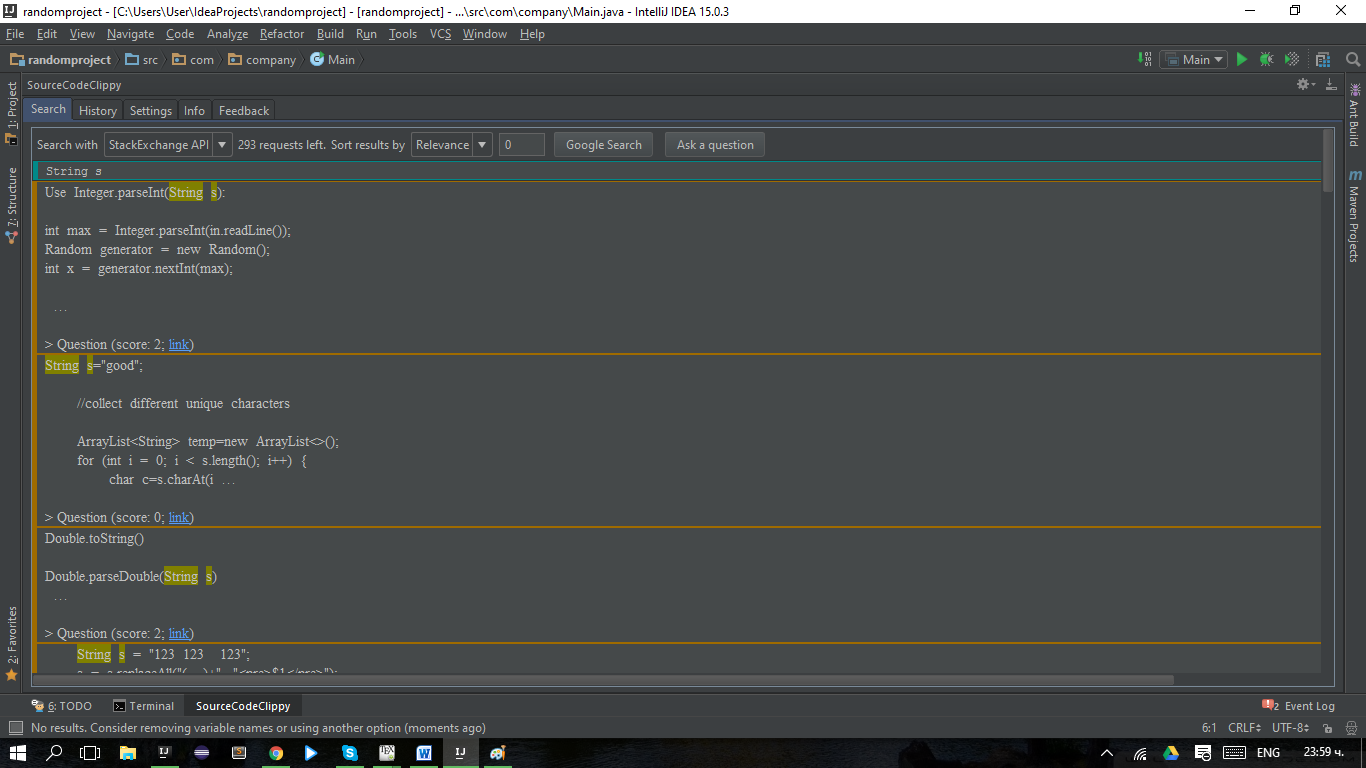 randomproject - [C:\Users\User\IdeaProjects\randomproject] - [randomproject] - ...\src\com\company\Main.java - IntelliJ IDEA 15.0.3
File Edit View Navigate Code Analyze Refactor Build Run Tools VCS Window Help
randomproject src com company Main Main
SourceCodeClippy
Search History Settings Info Feedback
Search with StackExchange API 293 requests left. Sort results by Relevance 0 Google Search Ask a question
String s
Use Integer.parseInt(String s):
int max = Integer.parseInt(in.readLine());
Random generator = new Random();
int x = generator.nextInt(max);
...
> Question (score: 2; link)
String s="good";
//collect different unique characters
ArrayList<String> temp=new ArrayList<>();
for (int i = 0; i < s.length(); i++) {
char c=s.charAt(i ...
> Question (score: 0; link)
Double.toString()
Double.parseDouble(String s)
...
> Question (score: 2; link)
String s = "123 123 123";
1: Project
7: Structure
2: Favorites
Ant Build
Maven Projects
6: TODO Terminal SourceCodeClippy 2 Event Log
No results. Consider removing variable names or using another option (moments ago) 6:1 CRLF UTF-8
ENG 23:59 ч.